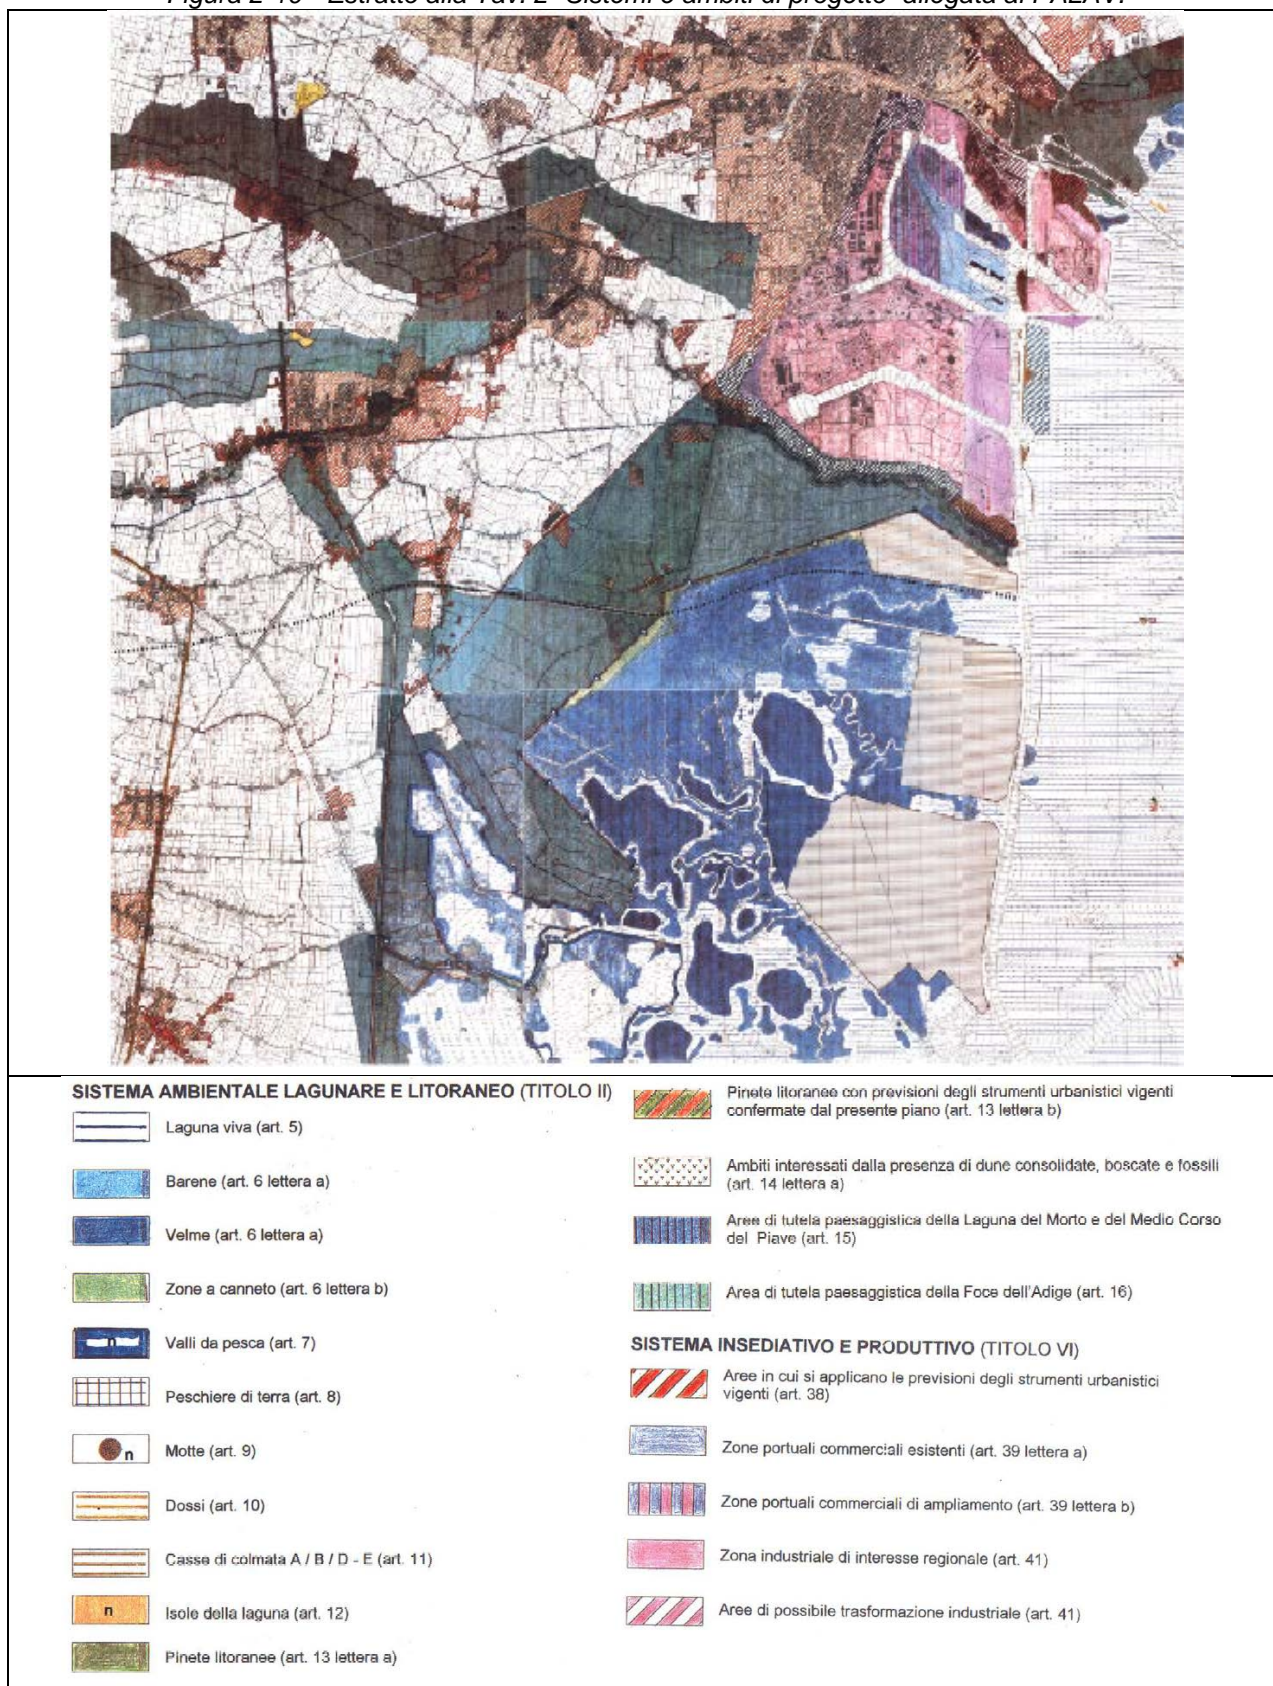 SISTEMA AMBIENTALE LAGUNARE E LITORANEO (TITOLO II)
Laguna viva (art. 5)
Barene (art. 6 lettera a)
Velme (art. 6 lettera a)
Zone a canneto (art. 6 lettera b)
n
Valli da pesca (art. 7)
Peschiere di terra (art. 8)
n
Motte (art. 9)
Dossi (art. 10)
Casse di colmata A / B / D - E (art. 11)
n
Isole della laguna (art. 12)
Pinete litoranee (art. 13 lettera a)
Pinete litoranee con previsioni degli strumenti urbanistici vigenti
confermate dal presente piano (art. 13 lettera b)
Ambiti interessati dalla presenza di dune consolidate, boscate e fossili
(art. 14 lettera a)
Aree di tutela paesaggistica della Laguna del Morto e del Medio Corso
del Piave (art. 15)
Area di tutela paesaggistica della Foce dell'Adige (art. 16)
SISTEMA INSEDIATIVO E PRODUTTIVO (TITOLO VI)
Aree in cui si applicano le previsioni degli strumenti urbanistici
vigenti (art. 38)
Zone portuali commerciali esistenti (art. 39 lettera a)
Zone portuali commerciali di ampliamento (art. 39 lettera b)
Zona industriale di interesse regionale (art. 41)
Aree di possibile trasformazione industriale (art. 41)